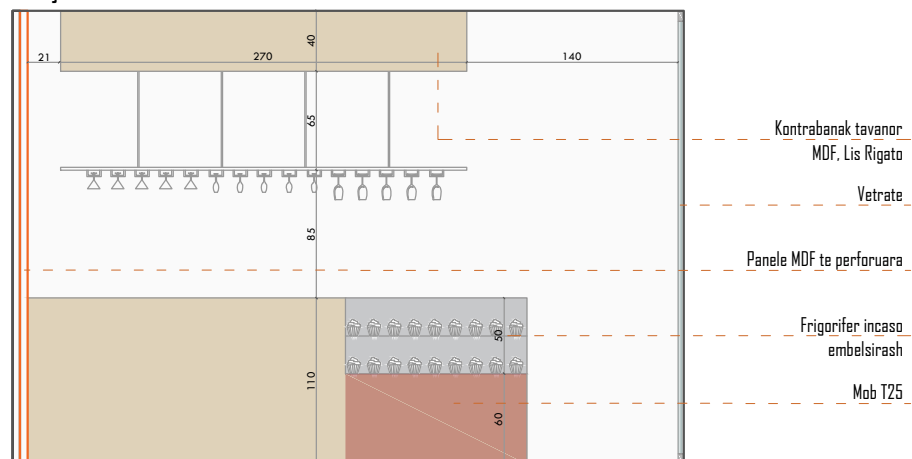 40
21
270
140
65
Kontrabanak tavanor
MDF, Lis Rigato
Vetrate
85
Panele MDF te perforuara
Frigorifer incaso
embelsirash
50
110
Mob T25
60